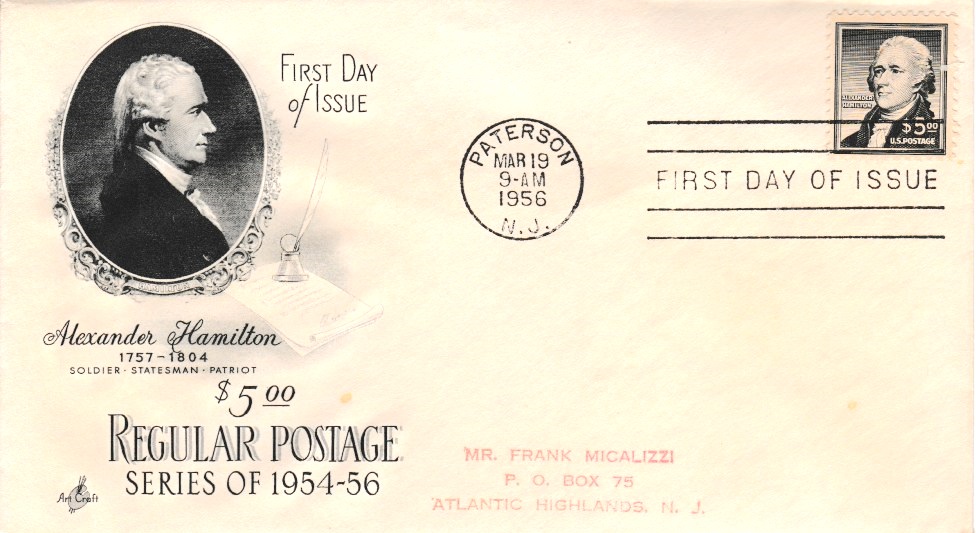 FIRST DAY
of ISSUE
Alexander Hamilton
1757-1804
SOLDIER · STATESMAN · PATRIOT
$5.00
REGULAR POSTAGE
SERIES OF 1954-56
Art Craft
PATERSON
MAR 19
9-AM
1956
N. J.
ALEXANDER
HAMILTON
$5 00
U.S. POSTAGE
FIRST DAY OF ISSUE
MR. FRANK MICALIZZI
P. O. BOX 75
ATLANTIC HIGHLANDS, N. J.